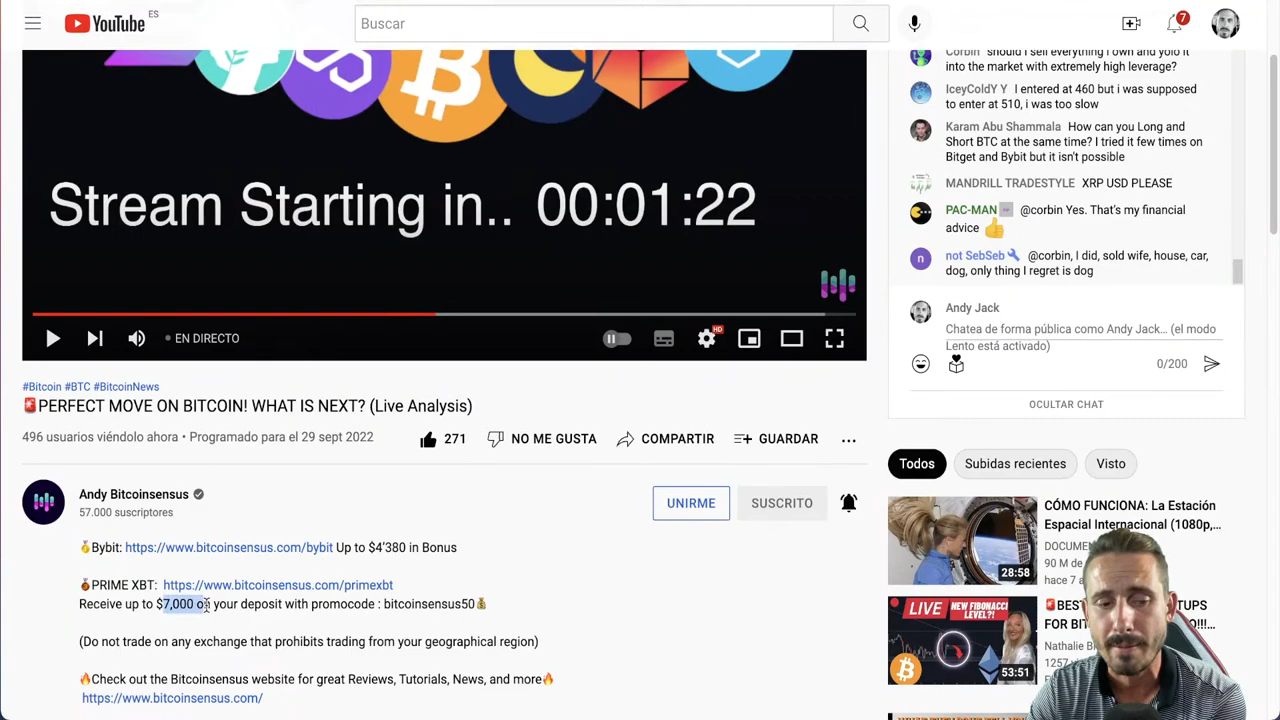 YouTube ES
Buscar
7
Corbin should I sell everything I own and yolo it
into the market with extremely high leverage?
IceyColdY Y I entered at 460 but i was supposed
to enter at 510, i was too slow
Karam Abu Shammala How can you Long and
Short BTC at the same time? I tried it few times on
Bitget and Bybit but it isn't possible
MANDRILL TRADESTYLE XRP USD PLEASE
PAC-MAN @corbin Yes. That's my financial
advice 👍
n not SebSeb 🔧 @corbin, I did, sold wife, house, car,
dog, only thing I regret is dog
Andy Jack
Chatea de forma pública como Andy Jack… (el modo
Lento está activado)
0/200
OCULTAR CHAT
Stream Starting in.. 00:01:22
EN DIRECTO
HD
#Bitcoin #BTC #BitcoinNews
🚨PERFECT MOVE ON BITCOIN! WHAT IS NEXT? (Live Analysis)
496 usuarios viéndolo ahora • Programado para el 29 sept 2022
271 NO ME GUSTA COMPARTIR GUARDAR ...
Andy Bitcoinsensus
57.000 suscriptores
UNIRME SUSCRITO
🥇Bybit: https://www.bitcoinsensus.com/bybit Up to $4'380 in Bonus
🥉PRIME XBT: https://www.bitcoinsensus.com/primexbt
Receive up to $7,000 on your deposit with promocode : bitcoinsensus50💰
(Do not trade on any exchange that prohibits trading from your geographical region)
🔥Check out the Bitcoinsensus website for great Reviews, Tutorials, News, and more🔥
https://www.bitcoinsensus.com/
Todos Subidas recientes Visto
CÓMO FUNCIONA: La Estación
Espacial Internacional (1080p,...
DOCUMEN
90 M de
hace 7 a
28:58
LIVE NEW FIBONACCI
LEVEL?!
53:51
🚨BEST
FOR BI
Nathalie Bi
1257 vi